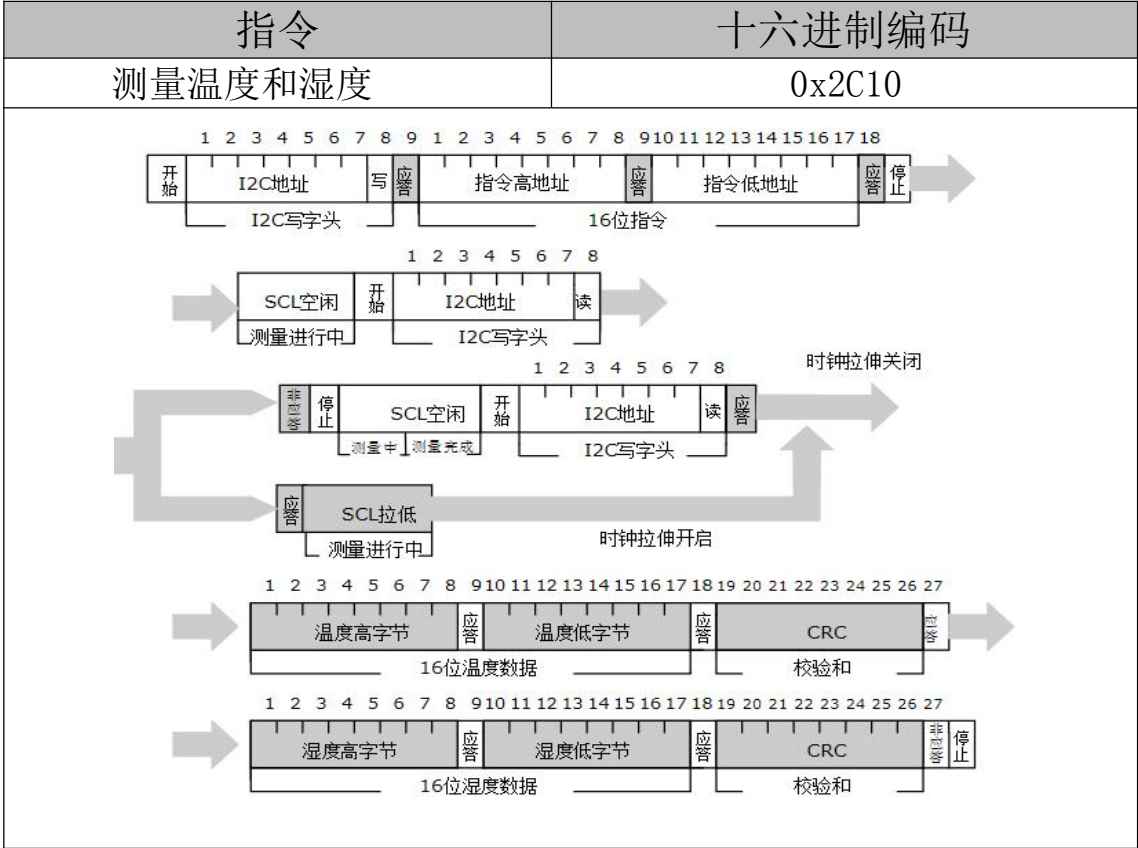 指令 十六进制编码
测量温度和湿度 0x2C10
1 2 3 4 5 6 7 8 9 1 2 3 4 5 6 7 8 9 10 11 12 13 14 15 16 17 18
开始 I2C地址 写 应答 指令高地址 应答 指令低地址 应答 停止
I2C写字头 16位指令
1 2 3 4 5 6 7 8
SCL空闲 开始 I2C地址 读
测量进行中 I2C写字头
1 2 3 4 5 6 7 8 时钟拉伸关闭
非应答 停止 SCL空闲 开始 I2C地址 读 应答
测量中 测量完成 I2C写字头
应答 SCL拉低
测量进行中 时钟拉伸开启
1 2 3 4 5 6 7 8 9 10 11 12 13 14 15 16 17 18 19 20 21 22 23 24 25 26 27
温度高字节 应答 温度低字节 应答 CRC
16位温度数据 校验和
1 2 3 4 5 6 7 8 9 10 11 12 13 14 15 16 17 18 19 20 21 22 23 24 25 26 27
湿度高字节 应答 湿度低字节 应答 CRC 非应答 停止
16位湿度数据 校验和